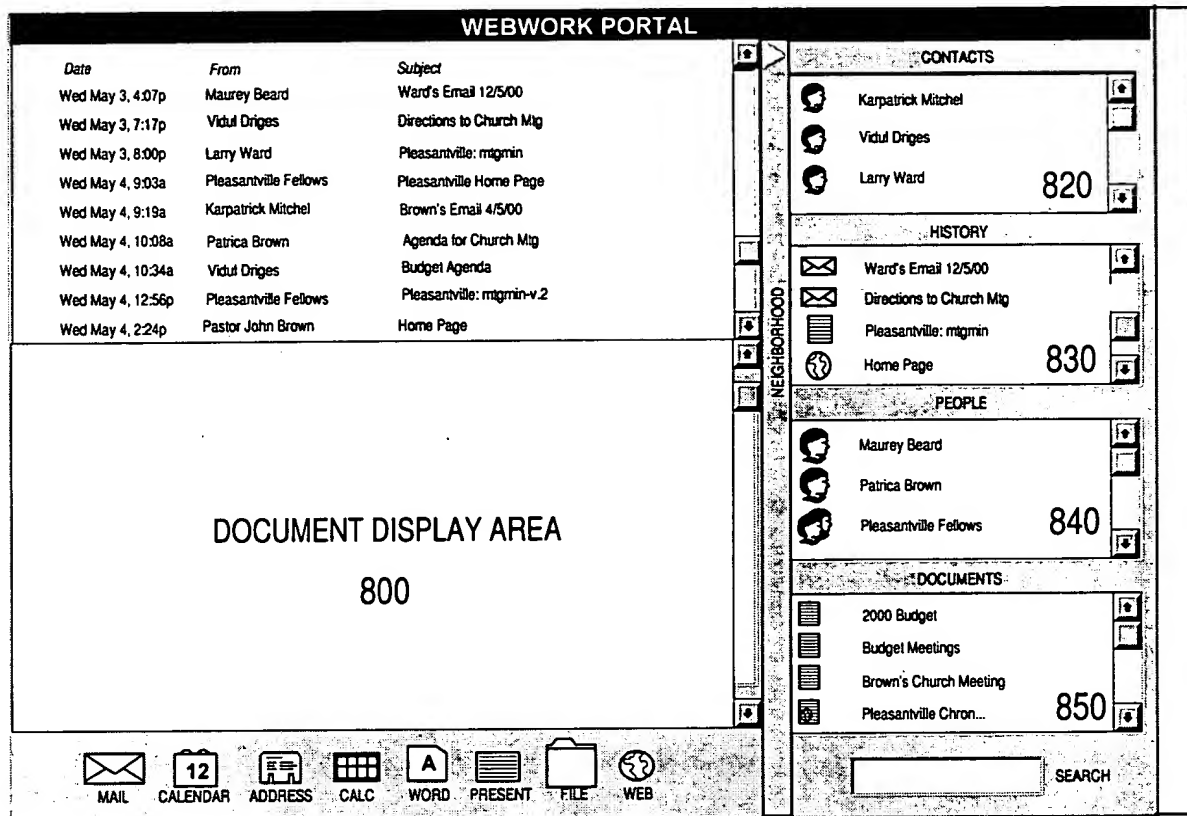 WEBWORK PORTAL
Date From Subject
Wed May 3, 4:07p Maurey Beard Ward's Email 12/5/00
Wed May 3, 7:17p Vidul Driges Directions to Church Mtg
Wed May 3, 8:00p Larry Ward Pleasantville: mtgmin
Wed May 4, 9:03a Pleasantville Fellows Pleasantville Home Page
Wed May 4, 9:19a Karpatrick Mitchel Brown's Email 4/5/00
Wed May 4, 10:08a Patrica Brown Agenda for Church Mtg
Wed May 4, 10:34a Vidul Driges Budget Agenda
Wed May 4, 12:56p Pleasantville Fellows Pleasantville: mtgmin-v.2
Wed May 4, 2:24p Pastor John Brown Home Page
DOCUMENT DISPLAY AREA
800
MAIL CALENDAR ADDRESS CALC WORD PRESENT FILE WEB
12
A
NEIGHBORHOOD
CONTACTS
Karpatrick Mitchel
Vidul Driges
Larry Ward
820
HISTORY
Ward's Email 12/5/00
Directions to Church Mtg
Pleasantville: mtgmin
Home Page
830
PEOPLE
Maurey Beard
Patrica Brown
Pleasantville Fellows
840
DOCUMENTS
2000 Budget
Budget Meetings
Brown's Church Meeting
Pleasantville Chron...
850
SEARCH